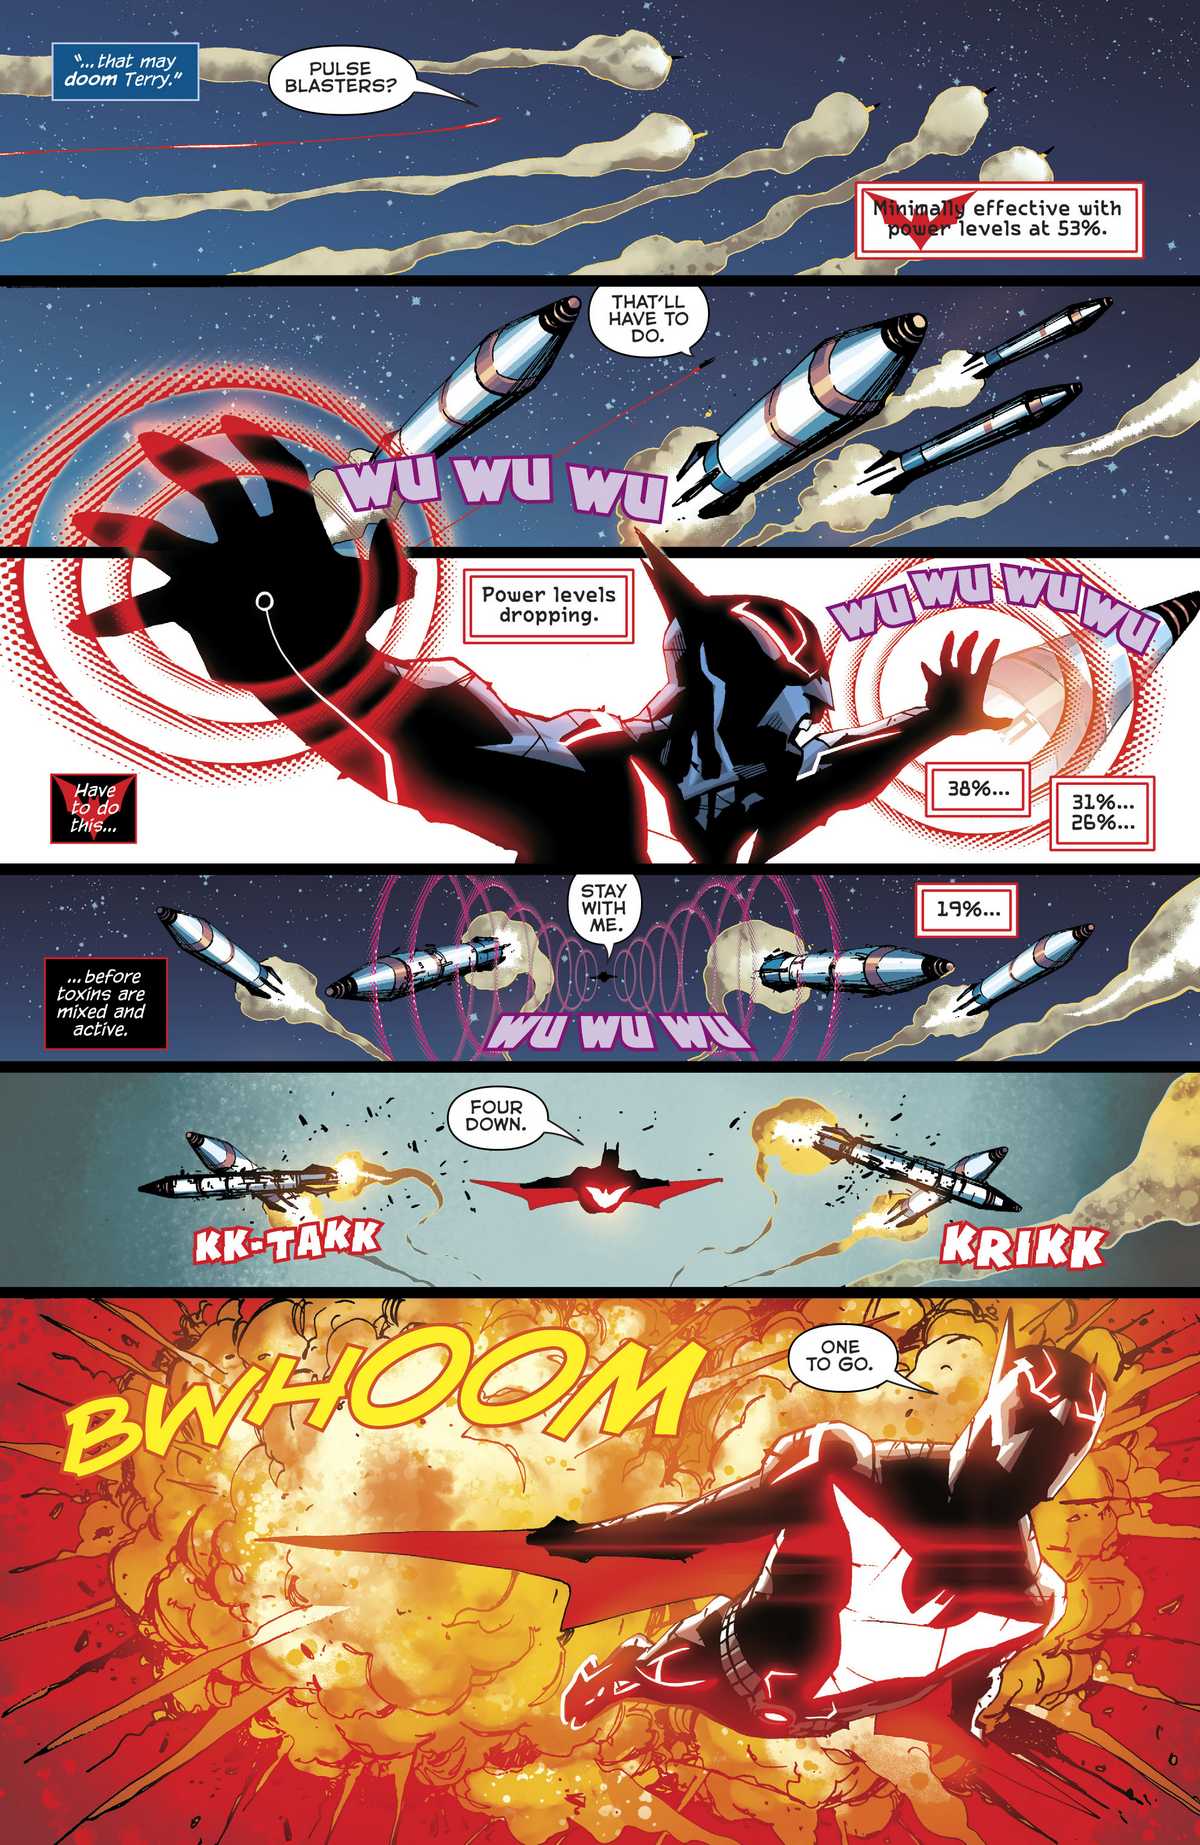 "...that may
doom Terry."
PULSE
BLASTERS?
Minimally effective with
power levels at 53%.
THAT'LL
HAVE TO
DO.
WU WU WU
Power levels
dropping.
WU WU WU WU
Have
to do
this...
38%...
31%...
26%...
STAY
WITH
ME.
19%...
...before
toxins are
mixed and
active.
WU WU WU
FOUR
DOWN.
KK-TAKK
KRIKK
BWHOOM
ONE
TO GO.